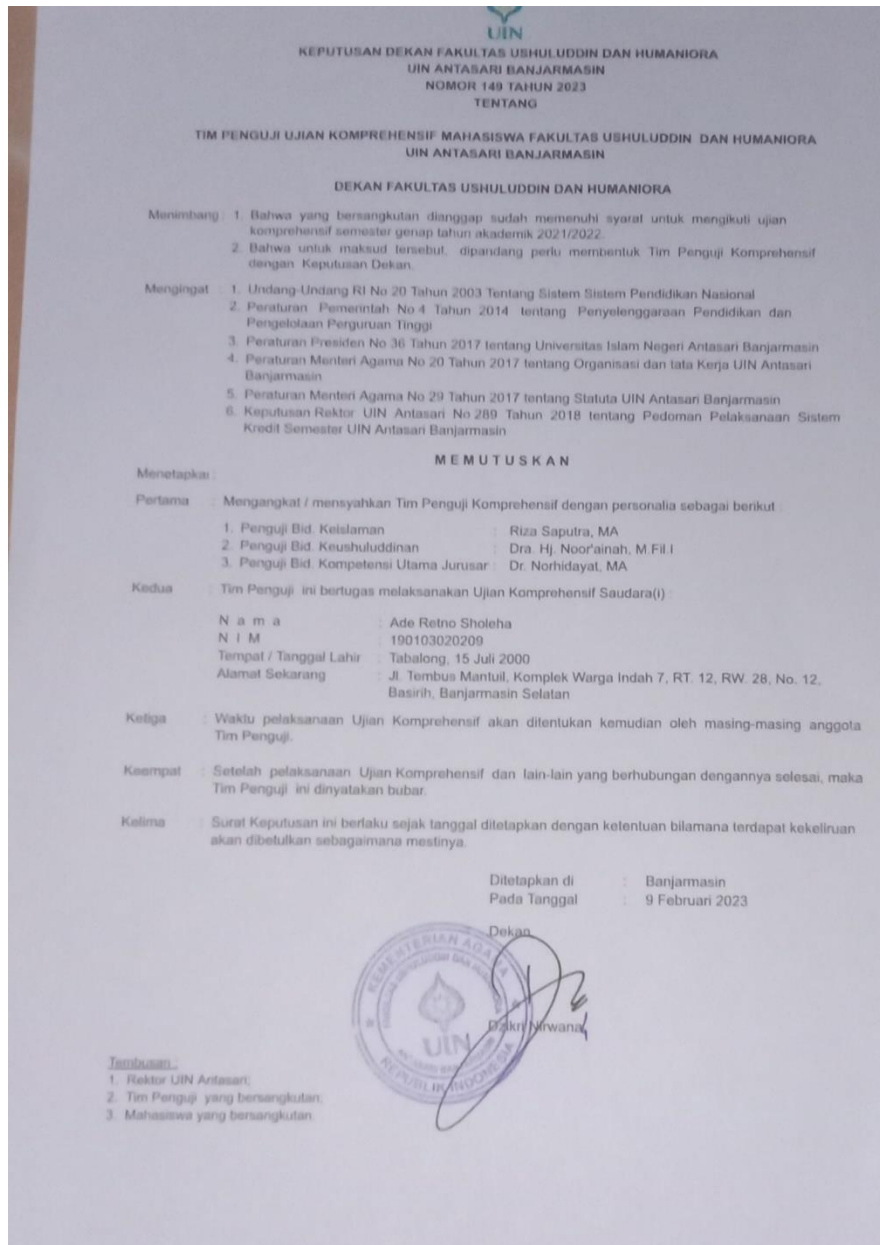 UIN
KEPUTUSAN DEKAN FAKULTAS USHULUDDIN DAN HUMANIORA
UIN ANTASARI BANJARMASIN
NOMOR 149 TAHUN 2023
TENTANG
TIM PENGUJI UJIAN KOMPREHENSIF MAHASISWA FAKULTAS USHULUDDIN DAN HUMANIORA
UIN ANTASARI BANJARMASIN
DEKAN FAKULTAS USHULUDDIN DAN HUMANIORA
Menimbang : 1. Bahwa yang bersangkutan dianggap sudah memenuhi syarat untuk mengikuti ujian
komprehensif semester genap tahun akademik 2021/2022.
2. Bahwa untuk maksud tersebut, dipandang perlu membentuk Tim Penguji Komprehensif
dengan Keputusan Dekan.
Mengingat : 1. Undang-Undang RI No 20 Tahun 2003 Tentang Sistem Sistem Pendidikan Nasional
2. Peraturan Pemerintah No 4 Tahun 2014 tentang Penyelenggaraan Pendidikan dan
Pengelolaan Perguruan Tinggi
3. Peraturan Presiden No 36 Tahun 2017 tentang Universitas Islam Negeri Antasari Banjarmasin
4. Peraturan Menteri Agama No 20 Tahun 2017 tentang Organisasi dan tata Kerja UIN Antasari
Banjarmasin
5. Peraturan Menteri Agama No 29 Tahun 2017 tentang Statuta UIN Antasari Banjarmasin
6. Keputusan Rektor UIN Antasari No 289 Tahun 2018 tentang Pedoman Pelaksanaan Sistem
Kredit Semester UIN Antasari Banjarmasin
M E M U T U S K A N
Menetapkai :
Pertama : Mengangkat / mensyahkan Tim Penguji Komprehensif dengan personalia sebagai berikut :
1. Penguji Bid. Keislaman : Riza Saputra, MA
2. Penguji Bid. Keushuluddinan : Dra. Hj. Noor'ainah, M.Fil.I
3. Penguji Bid. Kompetensi Utama Jurusar : Dr. Norhidayat, MA
Kedua : Tim Penguji ini bertugas melaksanakan Ujian Komprehensif Saudara(i) :
N a m a : Ade Retno Sholeha
N I M : 190103020209
Tempat / Tanggal Lahir : Tabalong, 15 Juli 2000
Alamat Sekarang : Jl. Tembus Mantuil, Komplek Warga Indah 7, RT. 12, RW. 28, No. 12,
Basirih, Banjarmasin Selatan
Ketiga : Waktu pelaksanaan Ujian Komprehensif akan ditentukan kemudian oleh masing-masing anggota
Tim Penguji.
Keempat : Setelah pelaksanaan Ujian Komprehensif dan lain-lain yang berhubungan dengannya selesai, maka
Tim Penguji ini dinyatakan bubar.
Kelima : Surat Keputusan ini berlaku sejak tanggal ditetapkan dengan ketentuan bilamana terdapat kekeliruan
akan dibetulkan sebagaimana mestinya.
Ditetapkan di : Banjarmasin
Pada Tanggal : 9 Februari 2023
Dekan
KEMENTERIAN AGAMA
UIN
REPUBLIK INDONESIA
Dzikri Nirwana
Tembusan :
1. Rektor UIN Antasari;
2. Tim Penguji yang bersangkutan;
3. Mahasiswa yang bersangkutan.